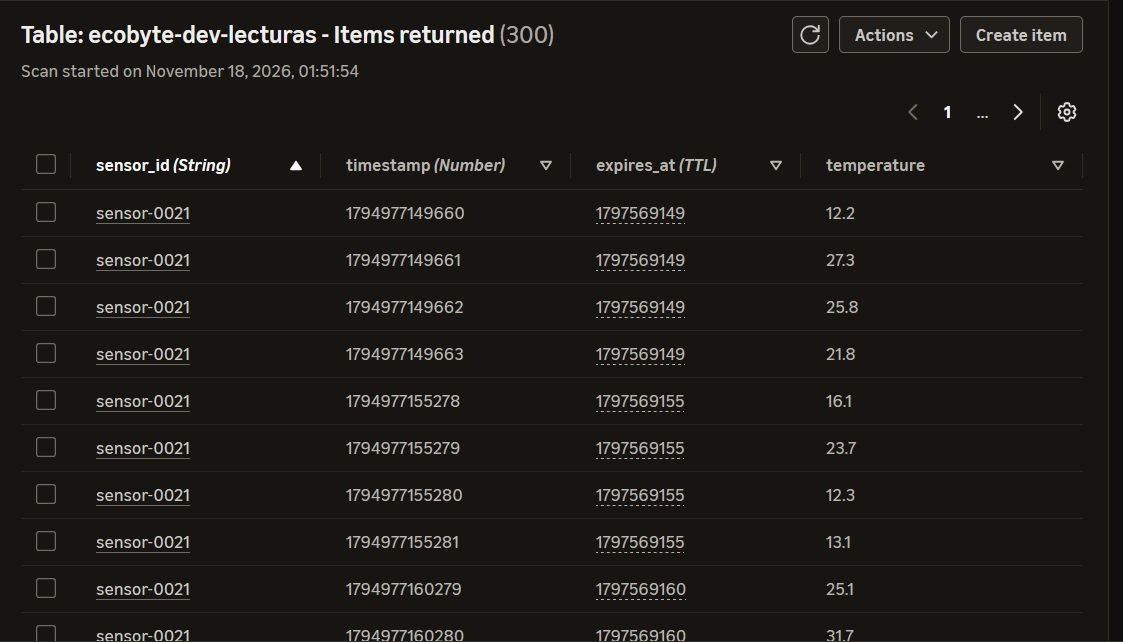 Table: ecobyte-dev-lecturas - Items returned (300)
Actions
Create item
Scan started on November 18, 2026, 01:51:54
1 ...
sensor_id (String) timestamp (Number) expires_at (TTL) temperature
sensor-0021 1794977149660 1797569149 12.2
sensor-0021 1794977149661 1797569149 27.3
sensor-0021 1794977149662 1797569149 25.8
sensor-0021 1794977149663 1797569149 21.8
sensor-0021 1794977155278 1797569155 16.1
sensor-0021 1794977155279 1797569155 23.7
sensor-0021 1794977155280 1797569155 12.3
sensor-0021 1794977155281 1797569155 13.1
sensor-0021 1794977160279 1797569160 25.1
sensor-0021 1794977160280 1797569160 31.7